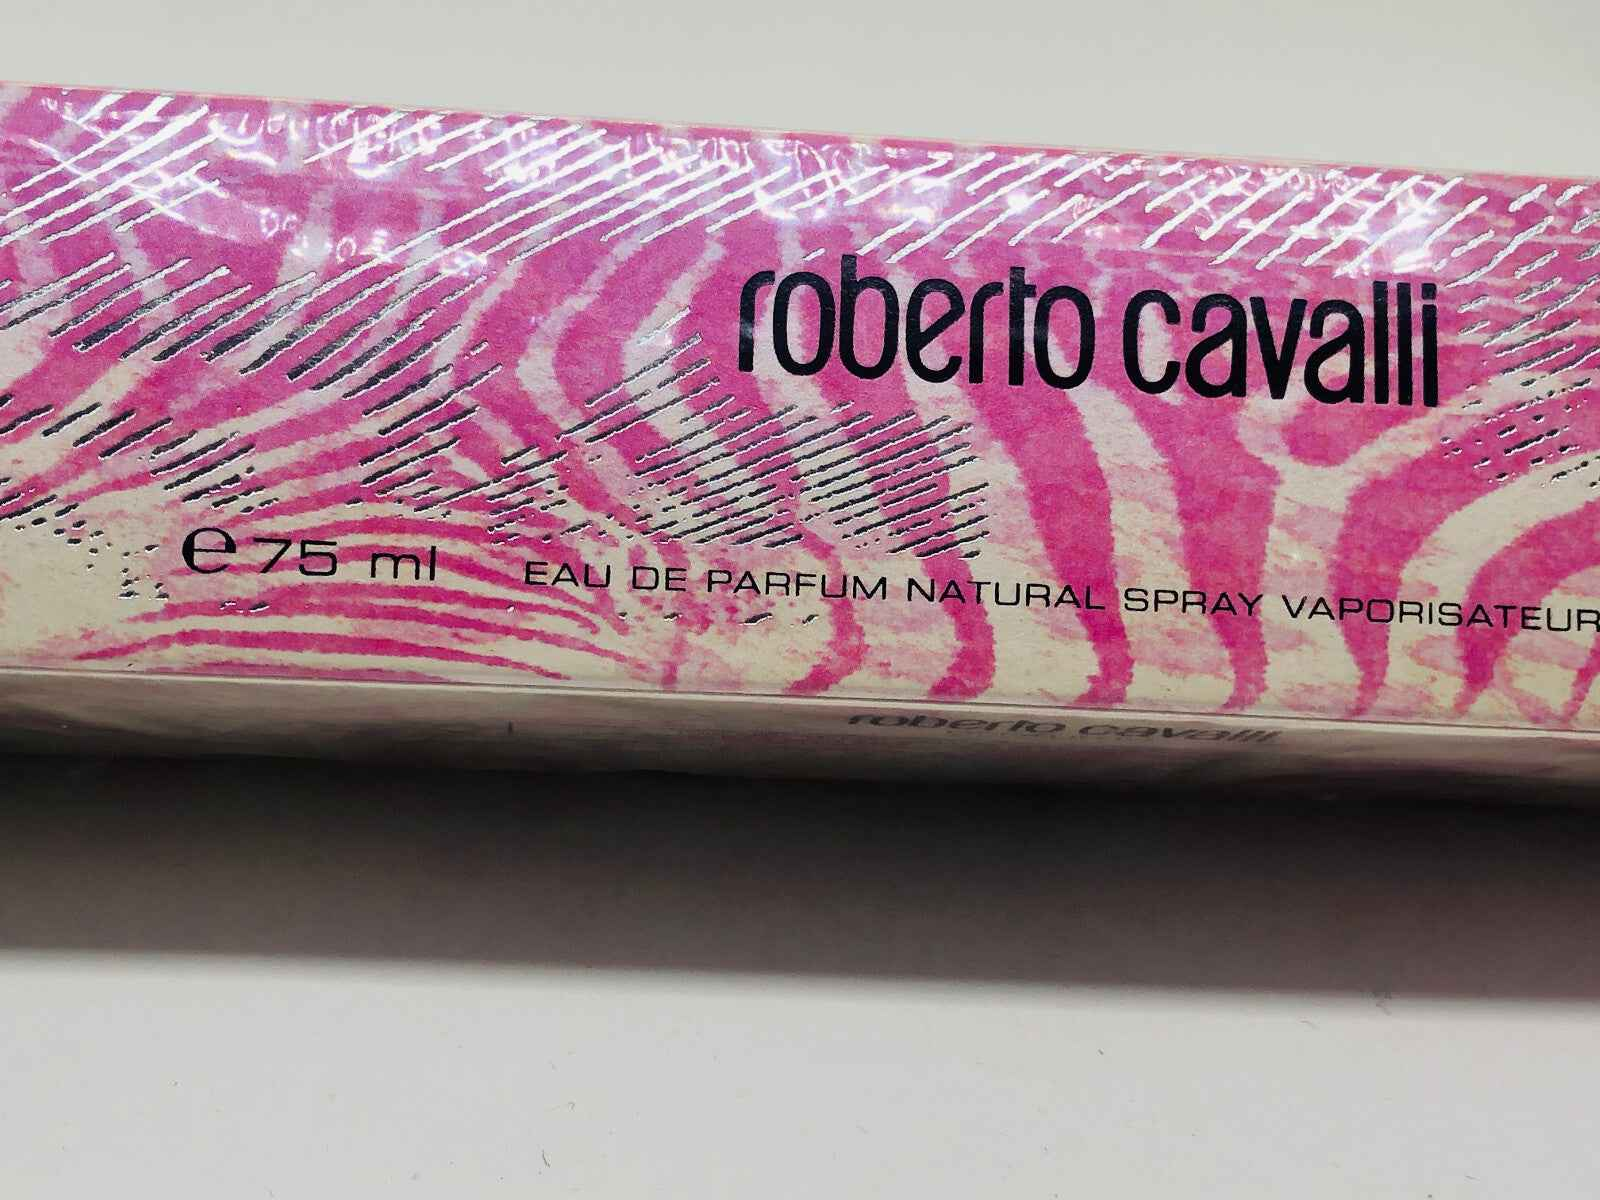 roberto cavalli
℮75 ml EAU DE PARFUM NATURAL SPRAY VAPORISATEUR
roberto cavalli